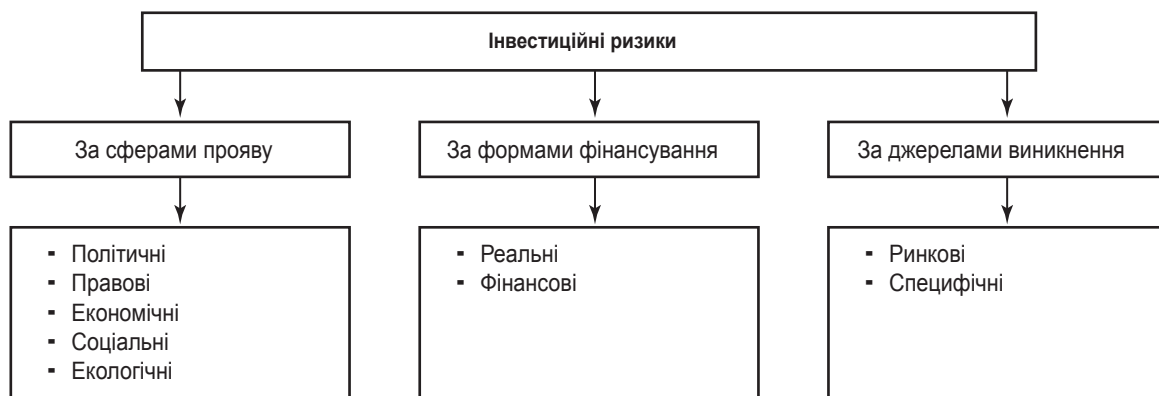 Інвестиційні ризики
За сферами прояву
За формами фінансування
За джерелами виникнення
- Політичні
- Правові
- Економічні
- Соціальні
- Екологічні
- Реальні
- Фінансові
- Ринкові
- Специфічні